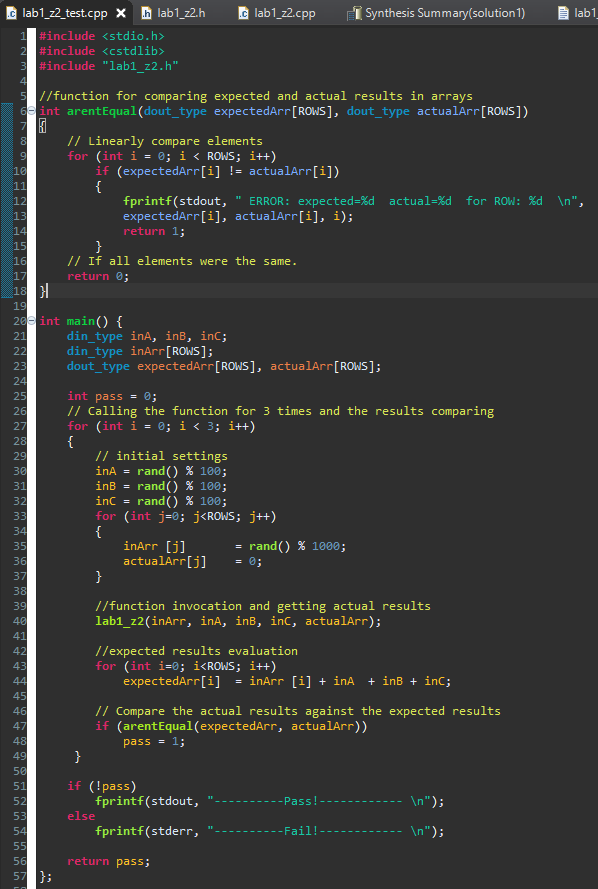 lab1_z2_test.cpp lab1_z2.h lab1_z2.cpp Synthesis Summary(solution1) lab1
1 #include <stdio.h>
2 #include <cstdlib>
3 #include "lab1_z2.h"
4
5 //function for comparing expected and actual results in arrays
6 int arentEqual(dout_type expectedArr[ROWS], dout_type actualArr[ROWS])
7 {
8 // Linearly compare elements
9 for (int i = 0; i < ROWS; i++)
10 if (expectedArr[i] != actualArr[i])
11 {
12 fprintf(stdout, " ERROR: expected=%d  actual=%d  for ROW: %d  \n",
13 expectedArr[i], actualArr[i], i);
14 return 1;
15 }
16 // If all elements were the same.
17 return 0;
18 }
19
20 int main() {
21 din_type inA, inB, inC;
22 din_type inArr[ROWS];
23 dout_type expectedArr[ROWS], actualArr[ROWS];
24
25 int pass = 0;
26 // Calling the function for 3 times and the results comparing
27 for (int i = 0; i < 3; i++)
28 {
29 // initial settings
30 inA = rand() % 100;
31 inB = rand() % 100;
32 inC = rand() % 100;
33 for (int j=0; j<ROWS; j++)
34 {
35 inArr [j]       = rand() % 1000;
36 actualArr[j]    = 0;
37 }
38
39 //function invocation and getting actual results
40 lab1_z2(inArr, inA, inB, inC, actualArr);
41
42 //expected results evaluation
43 for (int i=0; i<ROWS; i++)
44 expectedArr[i]  = inArr [i] + inA  + inB + inC;
45
46 // Compare the actual results against the expected results
47 if (arentEqual(expectedArr, actualArr))
48 pass = 1;
49 }
50
51 if (!pass)
52 fprintf(stdout, "----------Pass!------------ \n");
53 else
54 fprintf(stderr, "----------Fail!------------ \n");
55
56 return pass;
57 };